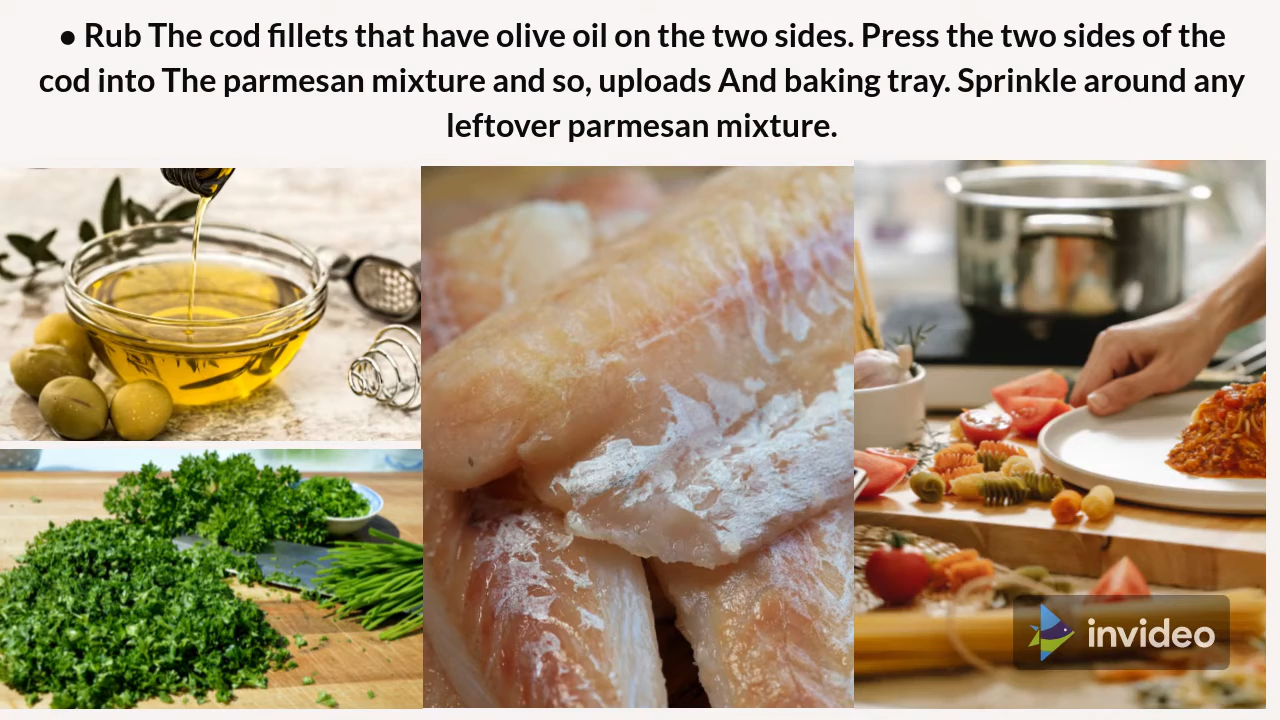 • Rub The cod fillets that have olive oil on the two sides. Press the two sides of the
cod into The parmesan mixture and so, uploads And baking tray. Sprinkle around any
leftover parmesan mixture.
invideo